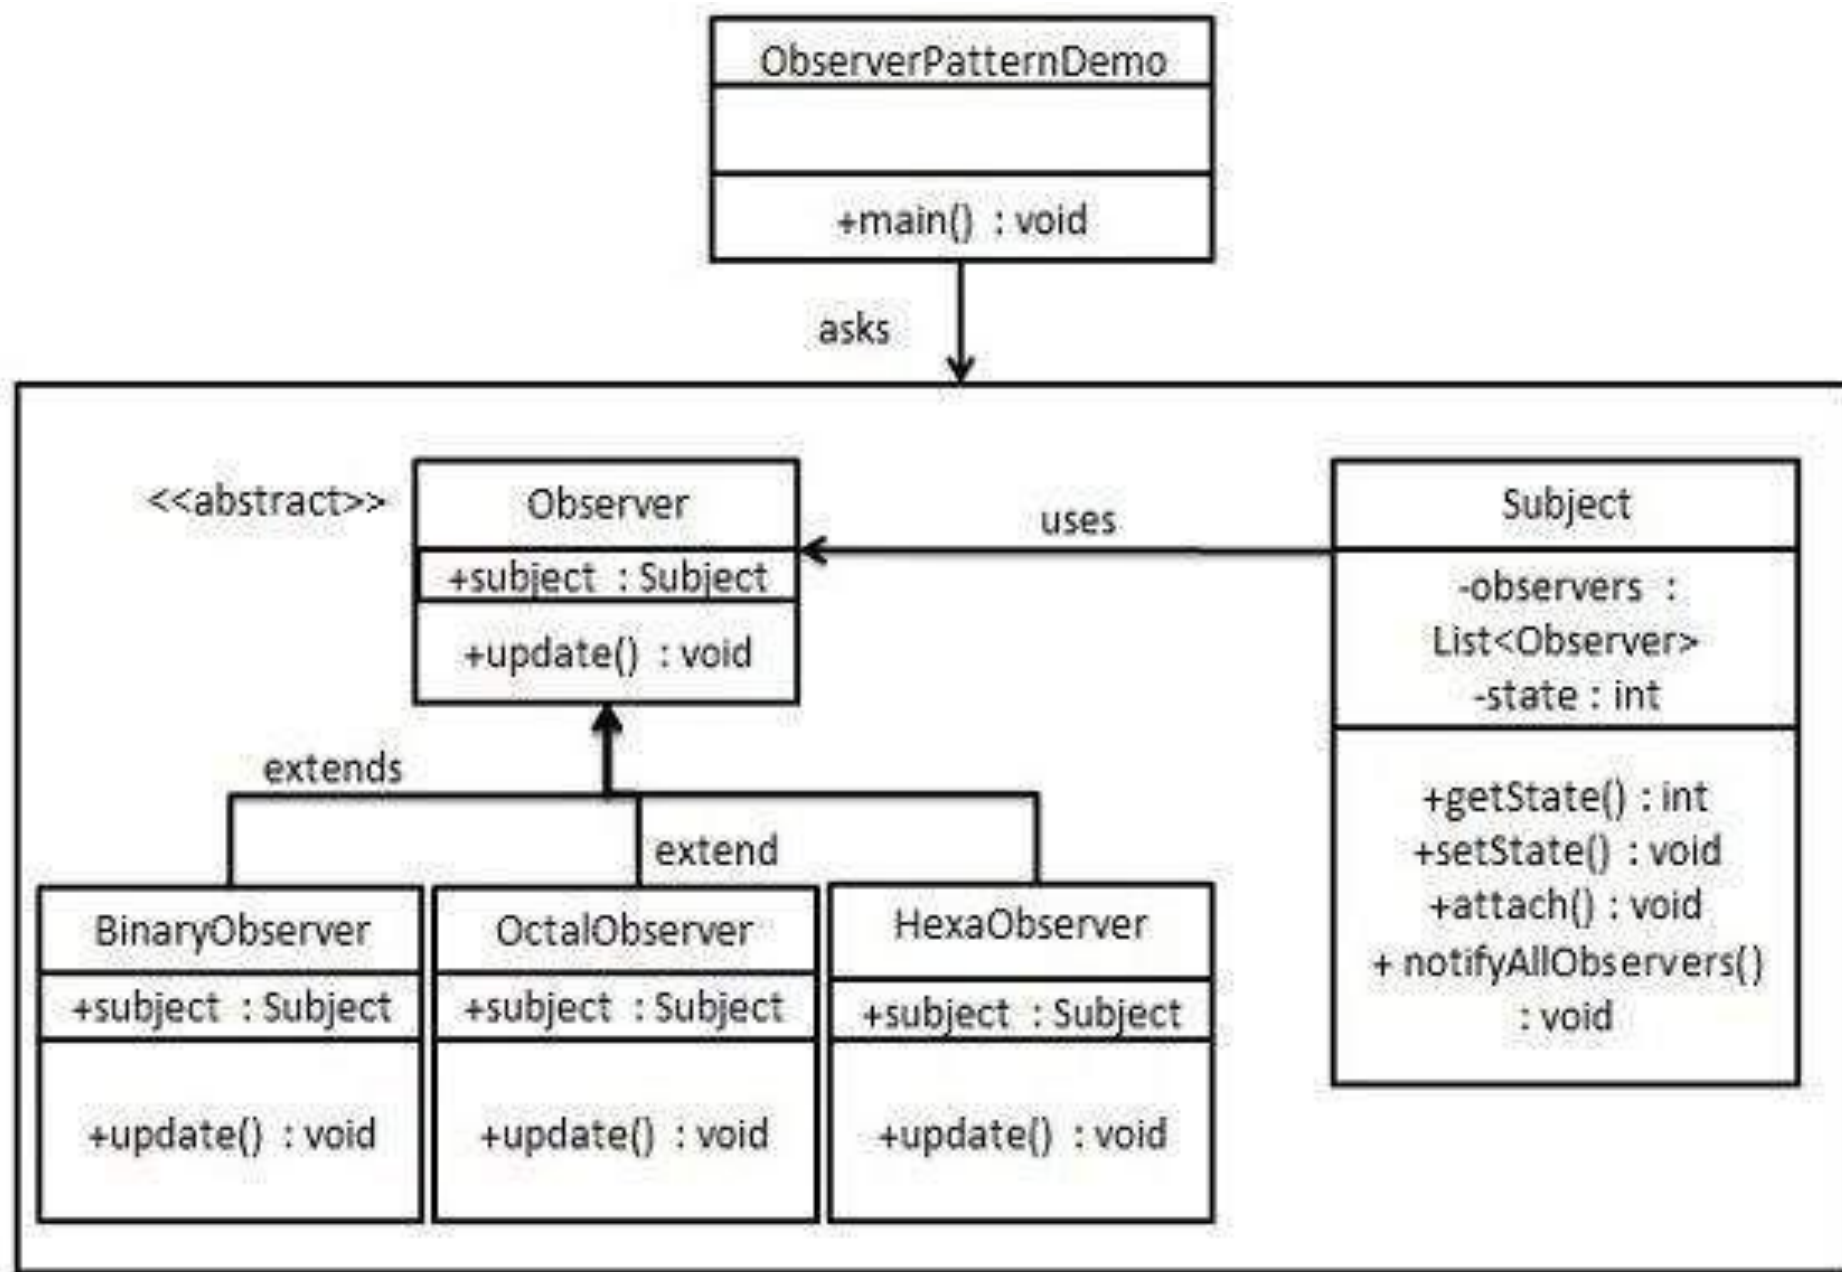 ObserverPatternDemo
+main() : void
asks
<<abstract>>
Observer
+subject : Subject
+update() : void
uses
Subject
-observers :
List<Observer>
-state : int
+getState() : int
+setState() : void
+attach() : void
+ notifyAllObservers()
: void
extends
extend
BinaryObserver
+subject : Subject
+update() : void
OctalObserver
+subject : Subject
+update() : void
HexaObserver
+subject : Subject
+update() : void